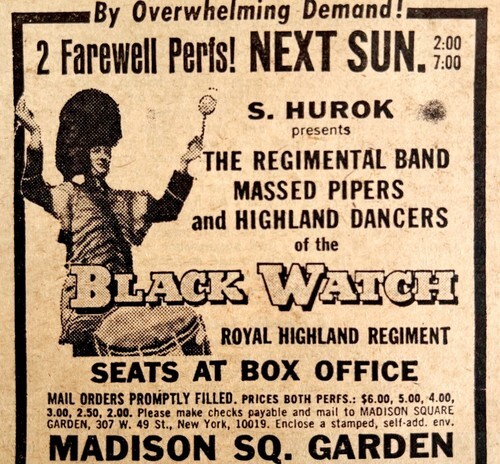 By Overwhelming Demand!
2 Farewell Perfs! NEXT SUN. 2:00
7:00
S. HUROK
presents
THE REGIMENTAL BAND
MASSED PIPERS
and HIGHLAND DANCERS
of the
BLACK WATCH
ROYAL HIGHLAND REGIMENT
SEATS AT BOX OFFICE
MAIL ORDERS PROMPTLY FILLED. PRICES BOTH PERFS.: $6.00, 5.00, 4.00,
3.00, 2.50, 2.00. Please make checks payable and mail to MADISON SQUARE
GARDEN, 307 W. 49 St., New York, 10019. Enclose a stamped, self-add. env.
MADISON SQ. GARDEN